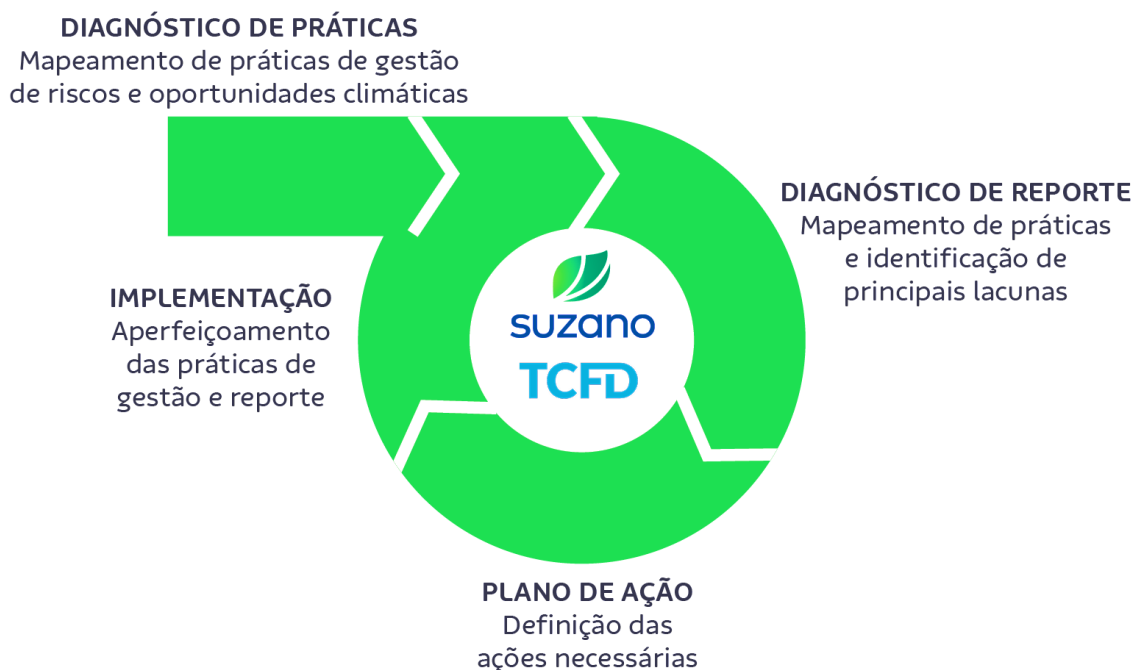 DIAGNÓSTICO DE PRÁTICAS
Mapeamento de práticas de gestão
de riscos e oportunidades climáticas
DIAGNÓSTICO DE REPORTE
Mapeamento de práticas
e identificação de
principais lacunas
IMPLEMENTAÇÃO
Aperfeiçoamento
das práticas de
gestão e reporte
suzano
TCFD
PLANO DE AÇÃO
Definição das
ações necessárias